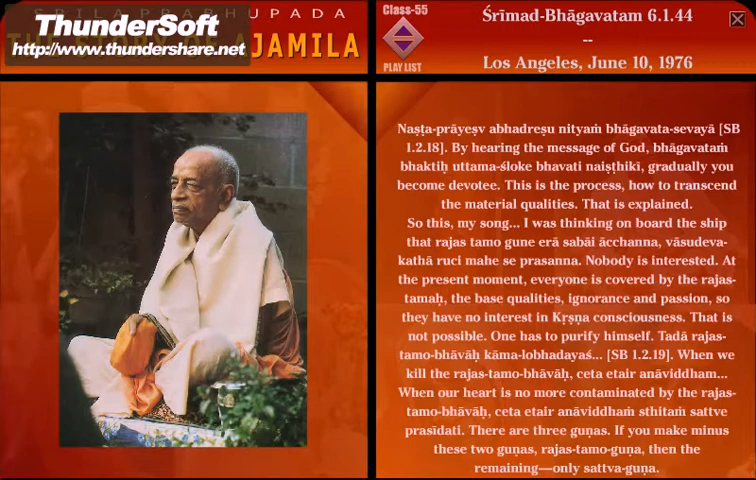 SRILA PRABHUPADA
ThunderSoft
http://www.thundershare.net
THE STORY OF AJAMILA
Class-55
PLAY LIST
Śrīmad-Bhāgavatam 6.1.44
--
Los Angeles, June 10, 1976
Naṣṭa-prāyeṣv abhadreṣu nityaṁ bhāgavata-sevayā [SB
1.2.18]. By hearing the message of God, bhāgavataṁ
bhaktiḥ uttama-śloke bhavati naiṣṭhikī, gradually you
become devotee. This is the process, how to transcend
the material qualities. That is explained.
So this, my song... I was thinking on board the ship
that rajas tamo gune erā sabāi ācchanna, vāsudeva-
kathā ruci mahe se prasanna. Nobody is interested. At
the present moment, everyone is covered by the rajas-
tamaḥ, the base qualities, ignorance and passion, so
they have no interest in Kṛṣṇa consciousness. That is
not possible. One has to purify himself. Tadā rajas-
tamo-bhāvāḥ kāma-lobhadayaś... [SB 1.2.19]. When we
kill the rajas-tamo-bhāvāḥ, ceta etair anāviddham...
When our heart is no more contaminated by the rajas-
tamo-bhāvāḥ, ceta etair anāviddhaṁ sthitaṁ sattve
prasīdati. There are three guṇas. If you make minus
these two guṇas, rajas-tamo-guṇa, then the
remaining—only sattva-guṇa.